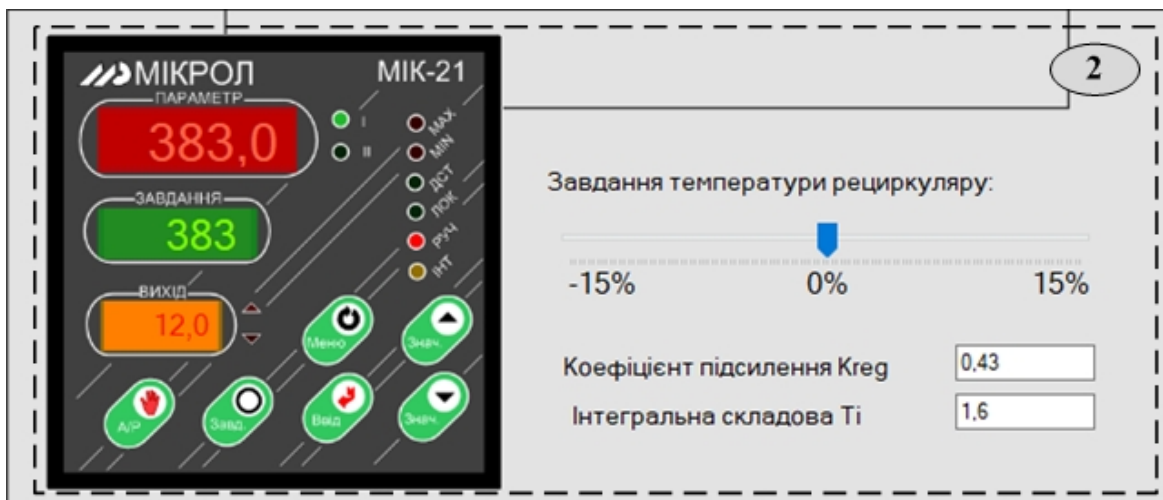 2
МІКРОЛ МІК-21
ПАРАМЕТР
383,0
I
II
MAX
MIN
ДСТ
ЛОК
РУЧ
ІНТ
ЗАВДАННЯ
383
ВИХІД
12,0
Меню
Знач.
А/Р
Завд.
Ввід
Знач.
Завдання температури рециркуляру:
-15% 0% 15%
Коефіцієнт підсилення Kreg 0,43
Інтегральна складова Ti 1,6